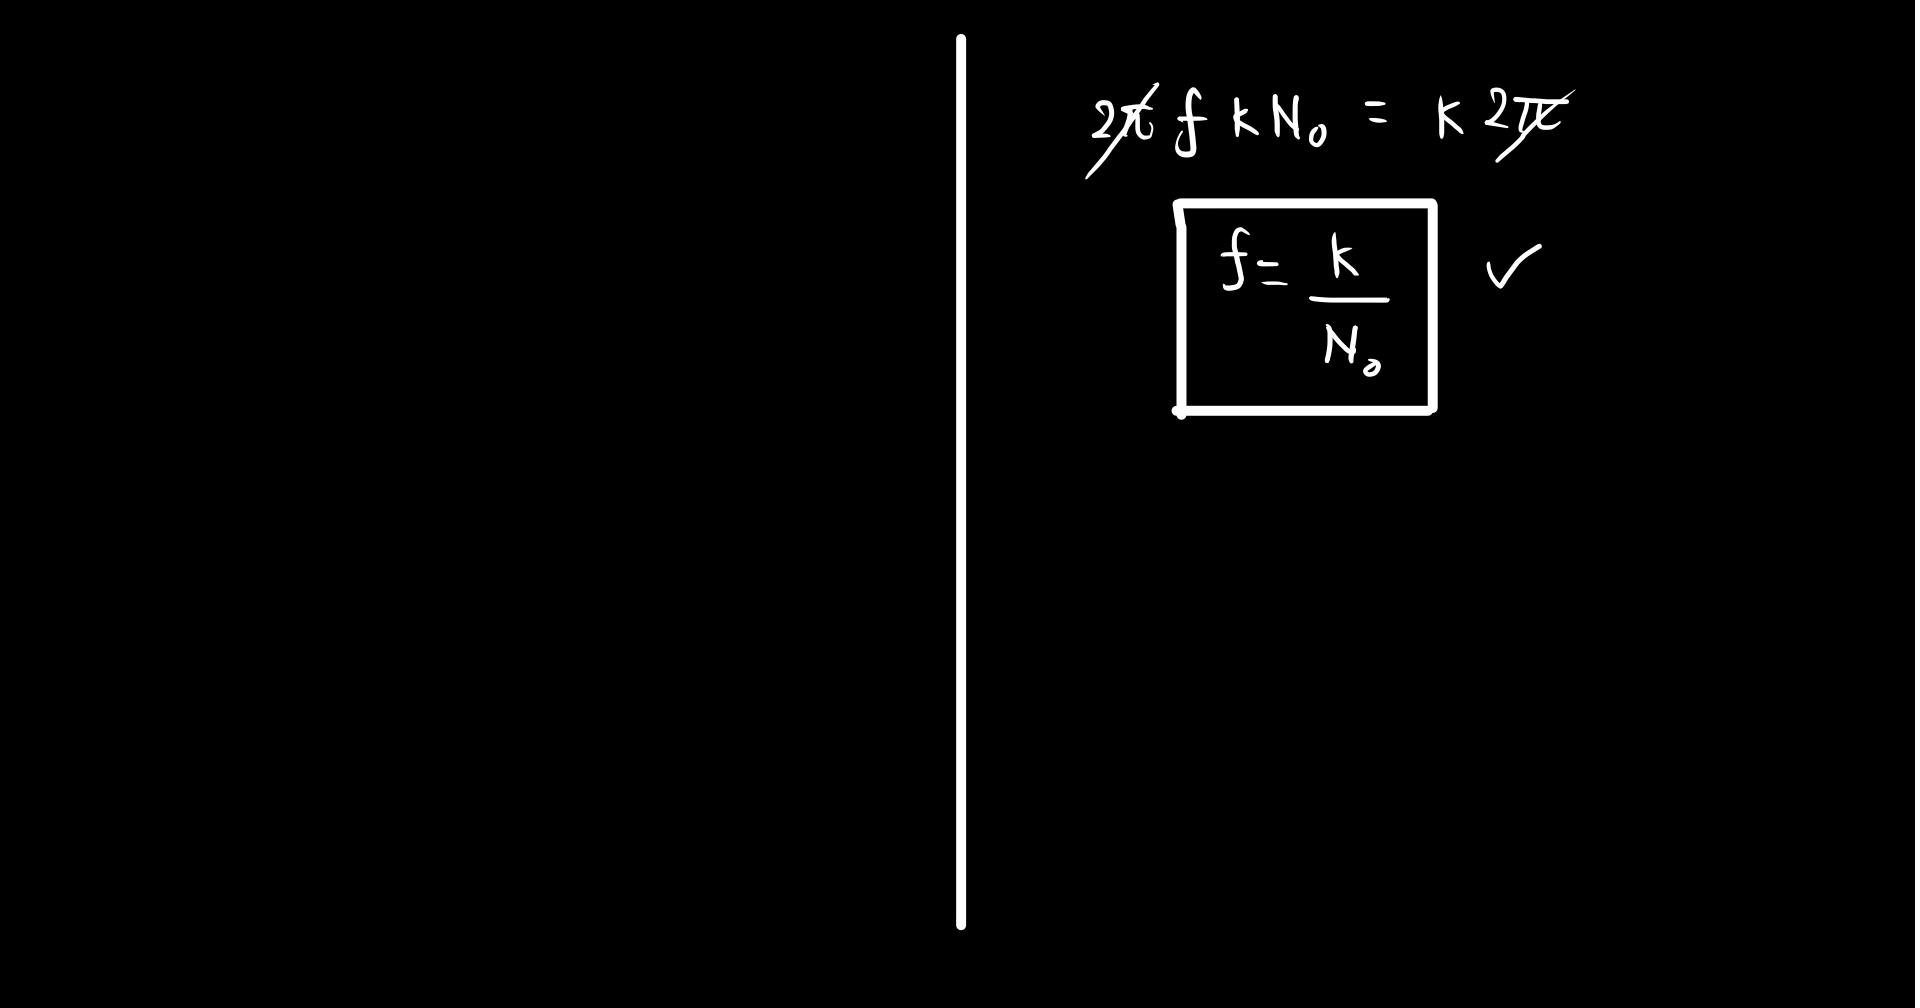 2π f k N₀ = k 2π
f = k / N₀ ✓